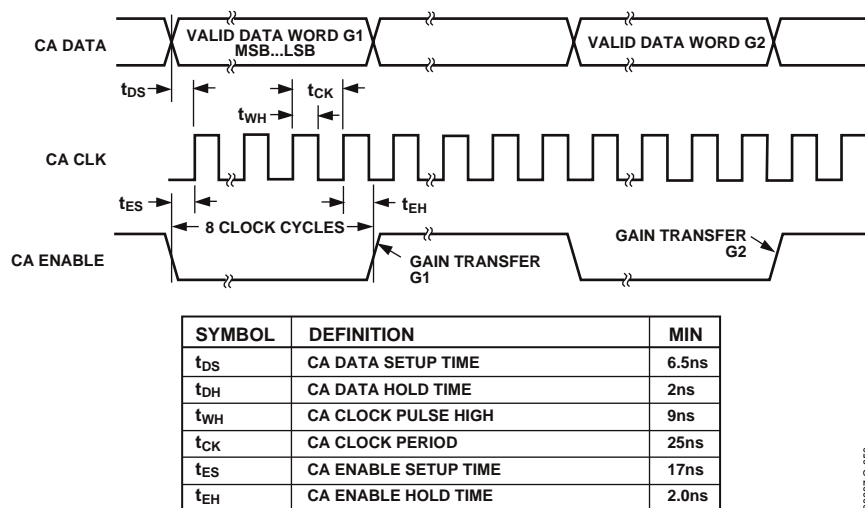 CA DATA
VALID DATA WORD G1
MSB...LSB
VALID DATA WORD G2
tDS
tCK
tWH
CA CLK
tES
tEH
8 CLOCK CYCLES
CA ENABLE
GAIN TRANSFER
G1
GAIN TRANSFER
G2
SYMBOL DEFINITION MIN
tDS CA DATA SETUP TIME 6.5ns
tDH CA DATA HOLD TIME 2ns
tWH CA CLOCK PULSE HIGH 9ns
tCK CA CLOCK PERIOD 25ns
tES CA ENABLE SETUP TIME 17ns
tEH CA ENABLE HOLD TIME 2.0ns